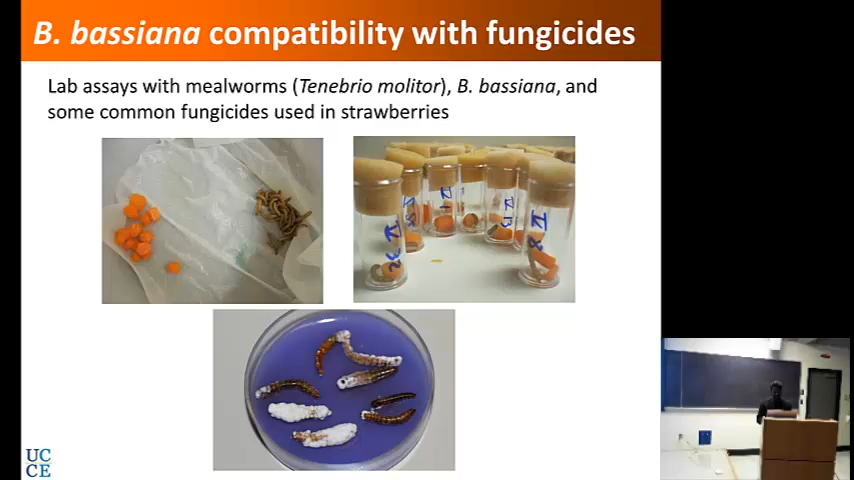 B. bassiana compatibility with fungicides
Lab assays with mealworms (Tenebrio molitor), B. bassiana, and
some common fungicides used in strawberries
UC
CE